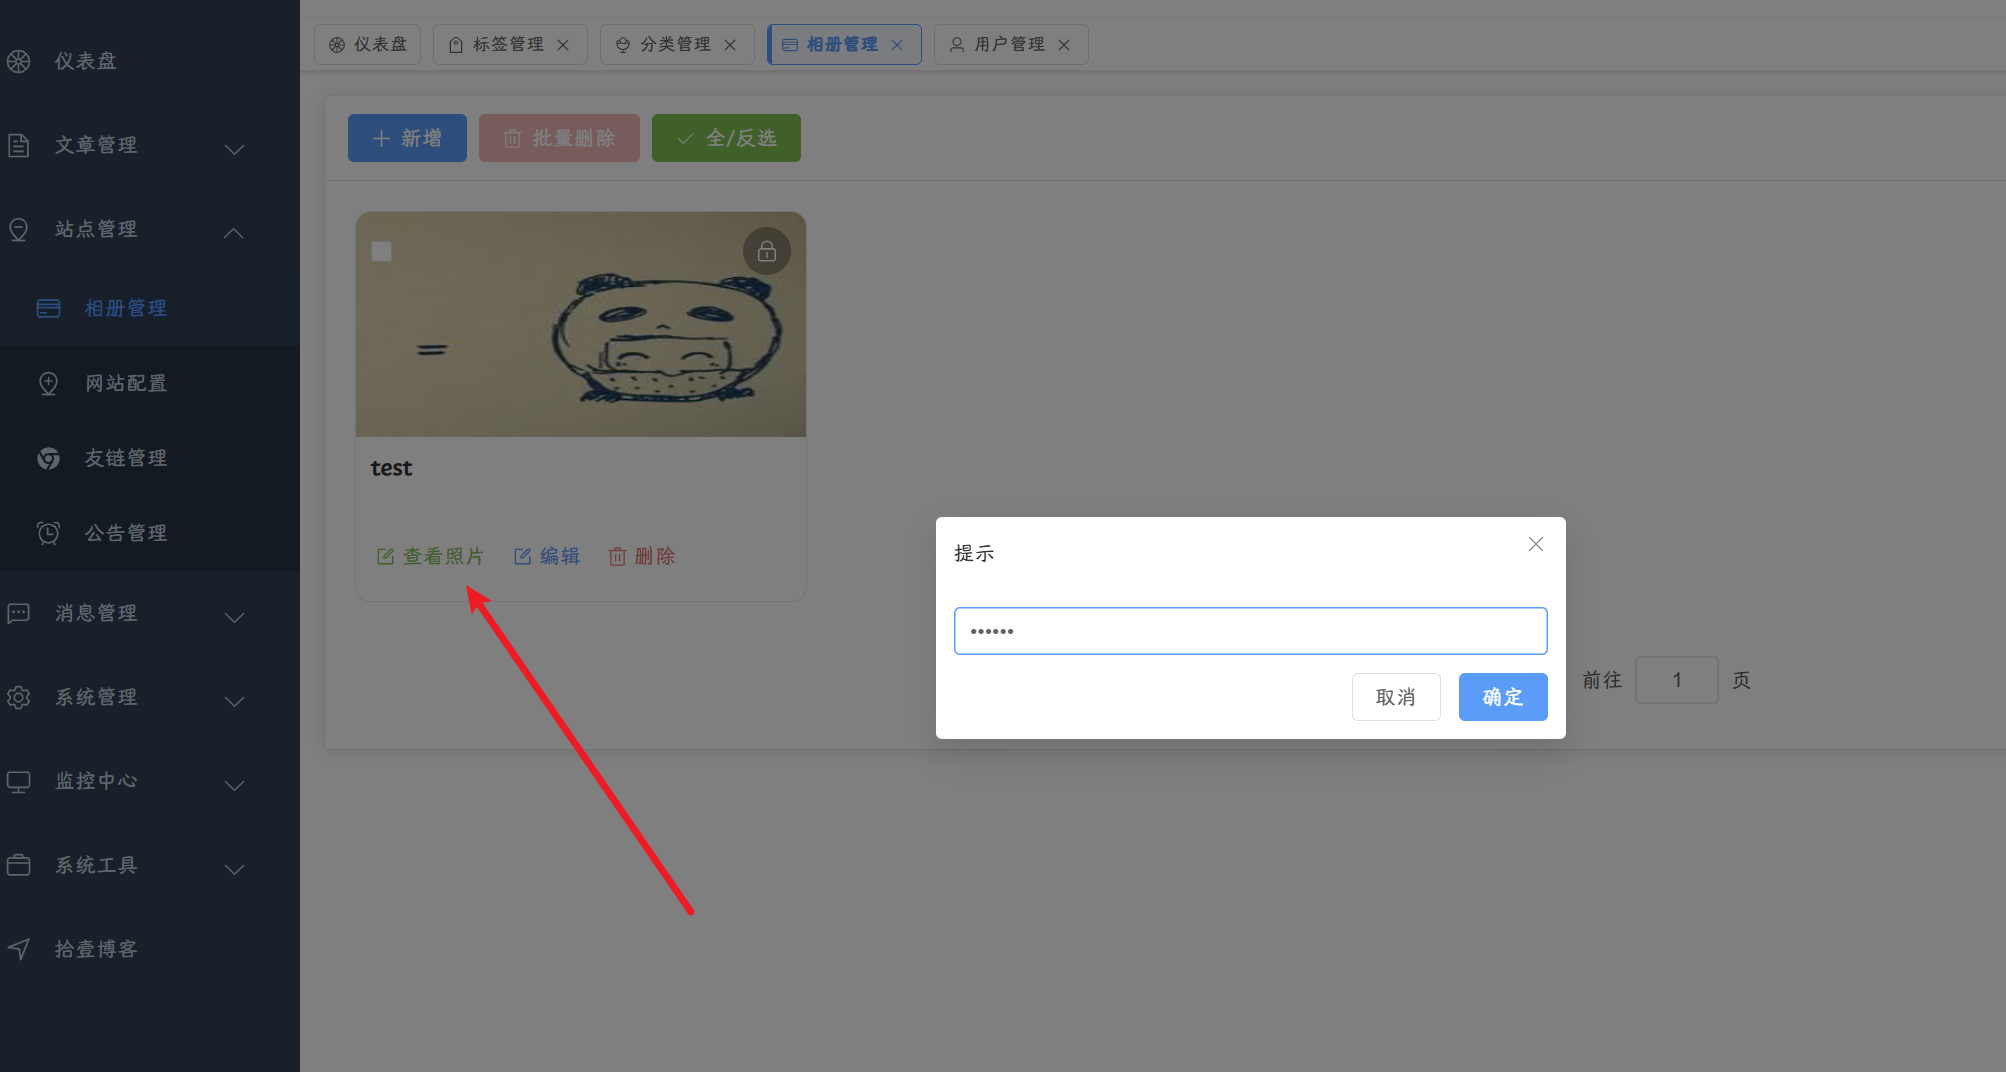 仪表盘
文章管理
站点管理
相册管理
网站配置
友链管理
公告管理
消息管理
系统管理
监控中心
系统工具
拾壹博客
仪表盘 标签管理 分类管理 相册管理 用户管理
新增 批量删除 全/反选
test
查看照片 编辑 删除
提示
••••••
取消 确定
前往 1 页